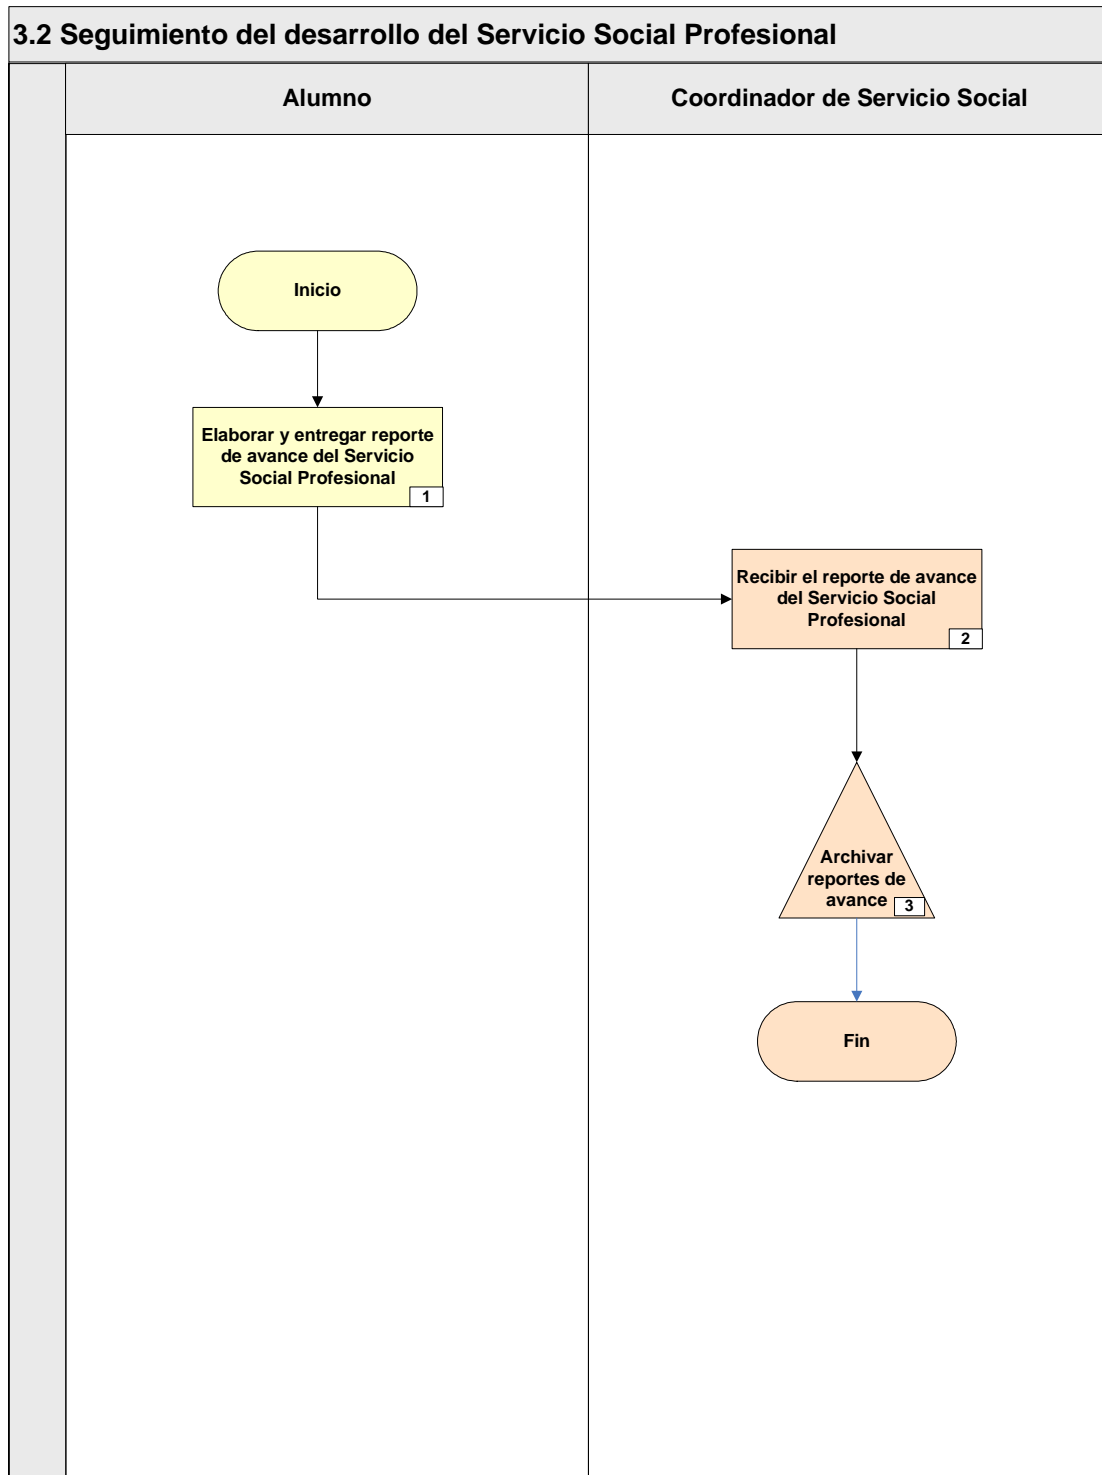 3.2 Seguimiento del desarrollo del Servicio Social Profesional
Alumno
Coordinador de Servicio Social
Inicio
Elaborar y entregar reporte
de avance del Servicio
Social Profesional
1
Recibir el reporte de avance
del Servicio Social
Profesional
2
Archivar
reportes de
avance
3
Fin